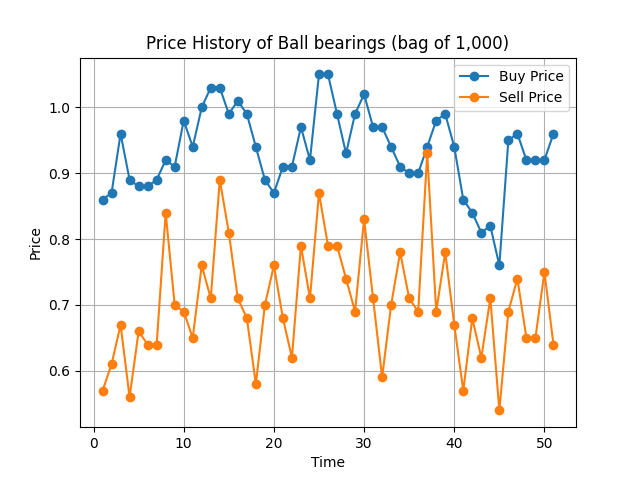 Price History of Ball bearings (bag of 1,000)
Buy Price
Sell Price
1.0
0.9
0.8
0.7
0.6
Price
0 10 20 30 40 50
Time